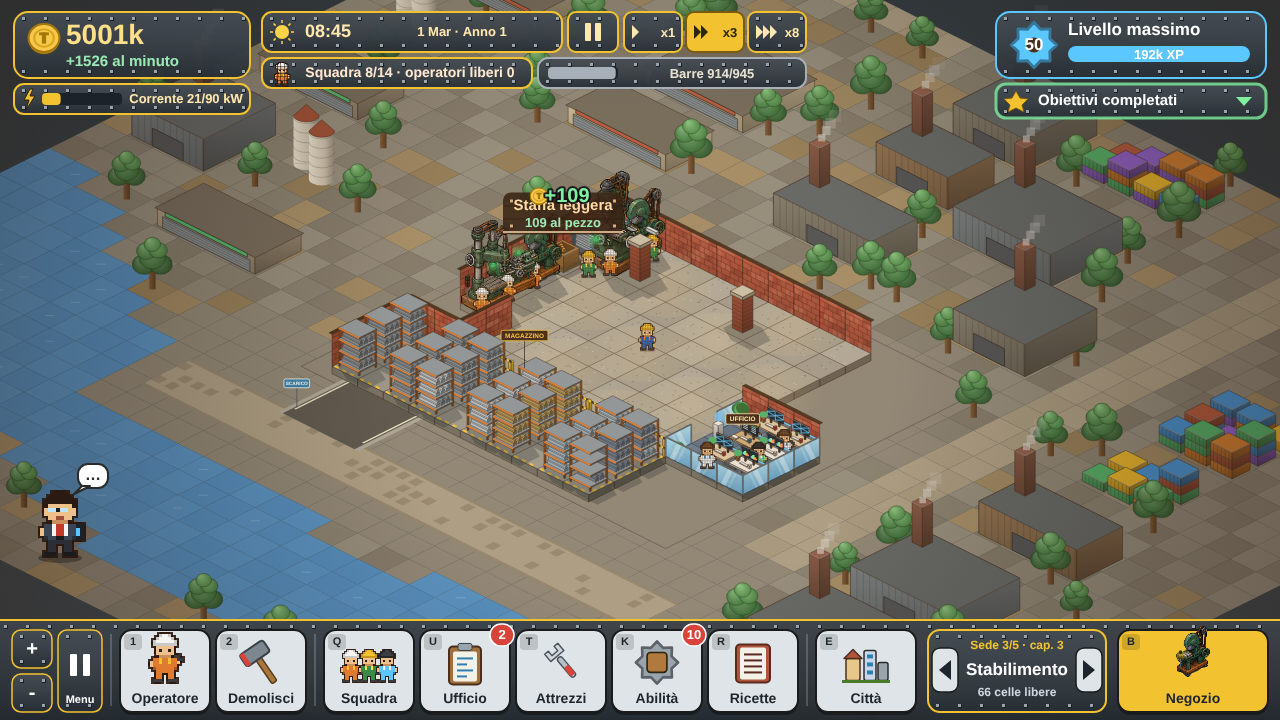 5001k
+1526 al minuto
Corrente 21/90 kW
08:45
1 Mar · Anno 1
x1
x3
x8
Squadra 8/14 · operatori liberi 0
Barre 914/945
50
Livello massimo
192k XP
Obiettivi completati
+109
"Staffa leggera"
109 al pezzo
MAGAZZINO
SCARICO
UFFICIO
...
+
-
Menu
1
Operatore
2
Demolisci
Q
Squadra
U
2
Ufficio
T
Attrezzi
K
10
Abilità
R
Ricette
E
Città
Sede 3/5 · cap. 3
Stabilimento
66 celle libere
B
Negozio